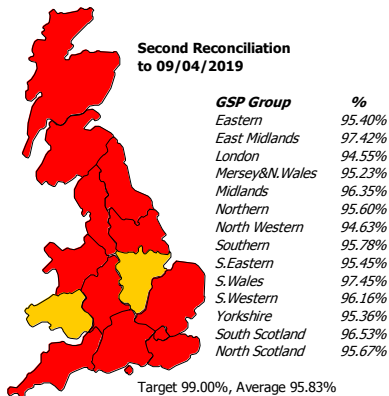 Second Reconciliation
to 09/04/2019
GSP Group %
Eastern 95.40%
East Midlands 97.42%
London 94.55%
Mersey&N.Wales 95.23%
Midlands 96.35%
Northern 95.60%
North Western 94.63%
Southern 95.78%
S.Eastern 95.45%
S.Wales 97.45%
S.Western 96.16%
Yorkshire 95.36%
South Scotland 96.53%
North Scotland 95.67%
Target 99.00%, Average 95.83%